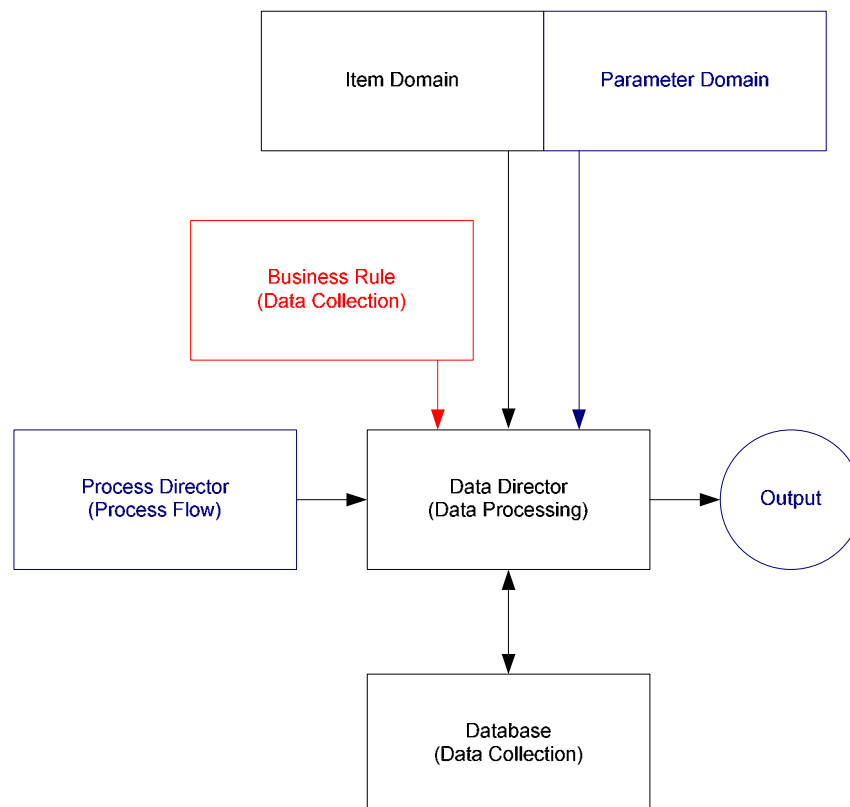 Item Domain
Parameter Domain
Business Rule
(Data Collection)
Process Director
(Process Flow)
Data Director
(Data Processing)
Output
Database
(Data Collection)